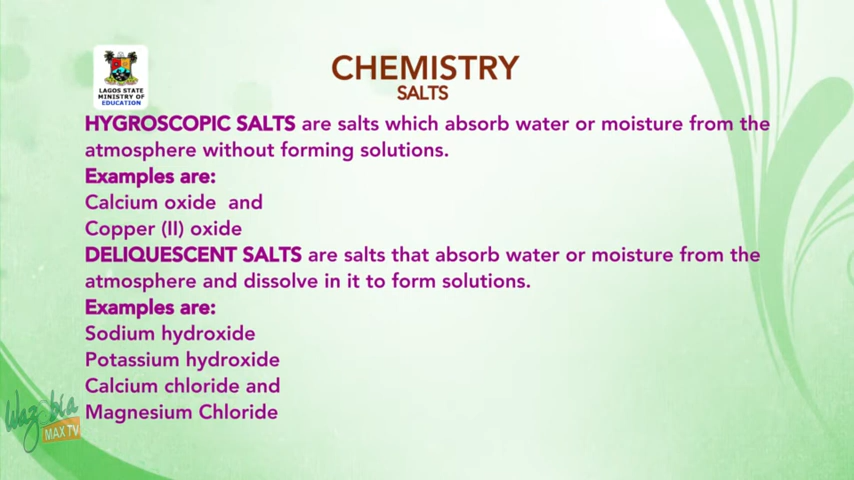 LAGOS STATE
MINISTRY OF
EDUCATION
CHEMISTRY
SALTS
HYGROSCOPIC SALTS are salts which absorb water or moisture from the
atmosphere without forming solutions.
Examples are:
Calcium oxide and
Copper (II) oxide
DELIQUESCENT SALTS are salts that absorb water or moisture from the
atmosphere and dissolve in it to form solutions.
Examples are:
Sodium hydroxide
Potassium hydroxide
Calcium chloride and
Magnesium Chloride
Wazobia
MAX TV